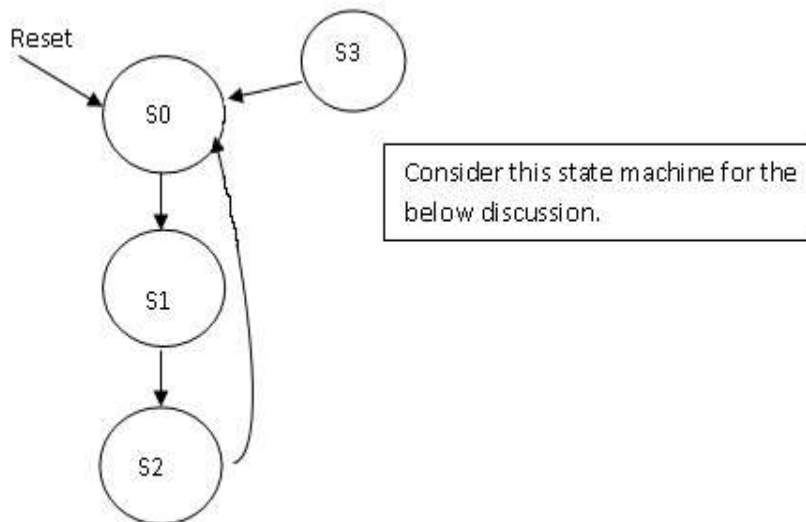 Reset
S3
S0
Consider this state machine for the
below discussion.
S1
S2